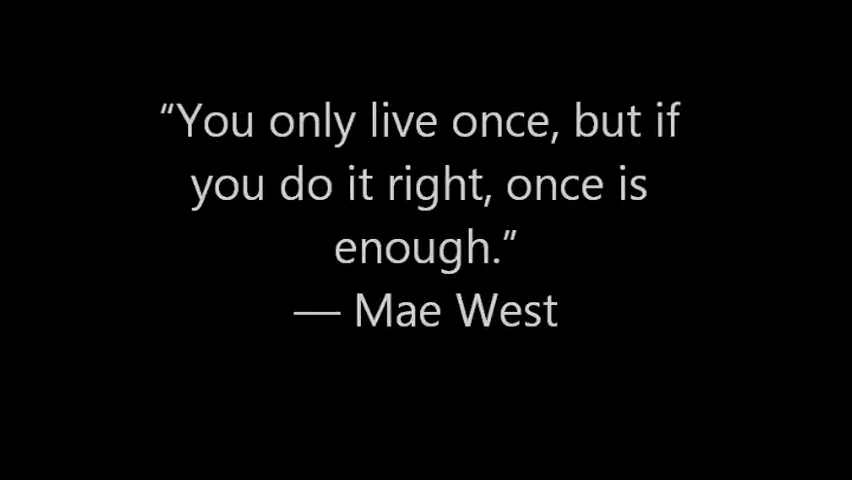 “You only live once, but if
you do it right, once is
enough.”
— Mae West